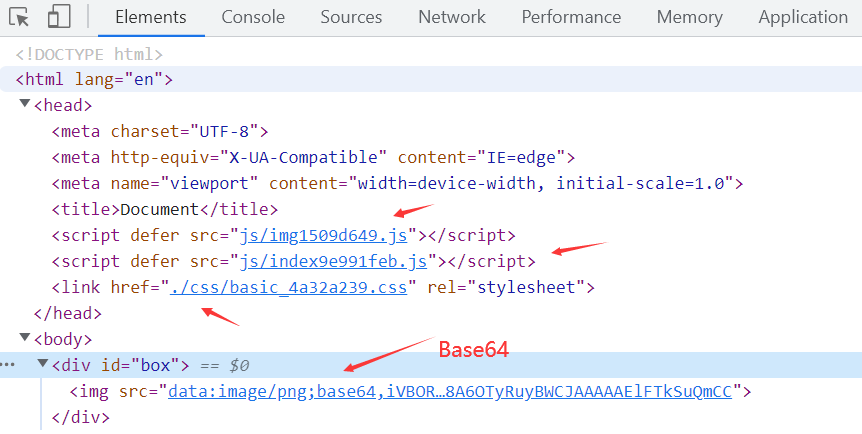 Elements Console Sources Network Performance Memory Application
<!DOCTYPE html>
<html lang="en">
<head>
<meta charset="UTF-8">
<meta http-equiv="X-UA-Compatible" content="IE=edge">
<meta name="viewport" content="width=device-width, initial-scale=1.0">
<title>Document</title>
<script defer src="js/img1509d649.js"></script>
<script defer src="js/index9e991feb.js"></script>
<link href="./css/basic_4a32a239.css" rel="stylesheet">
</head>
<body>
Base64
<div id="box"> == $0
<img src="data:image/png;base64,iVBOR…8A6OTyRuyBWCJAAAAAElFTkSuQmCC">
</div>